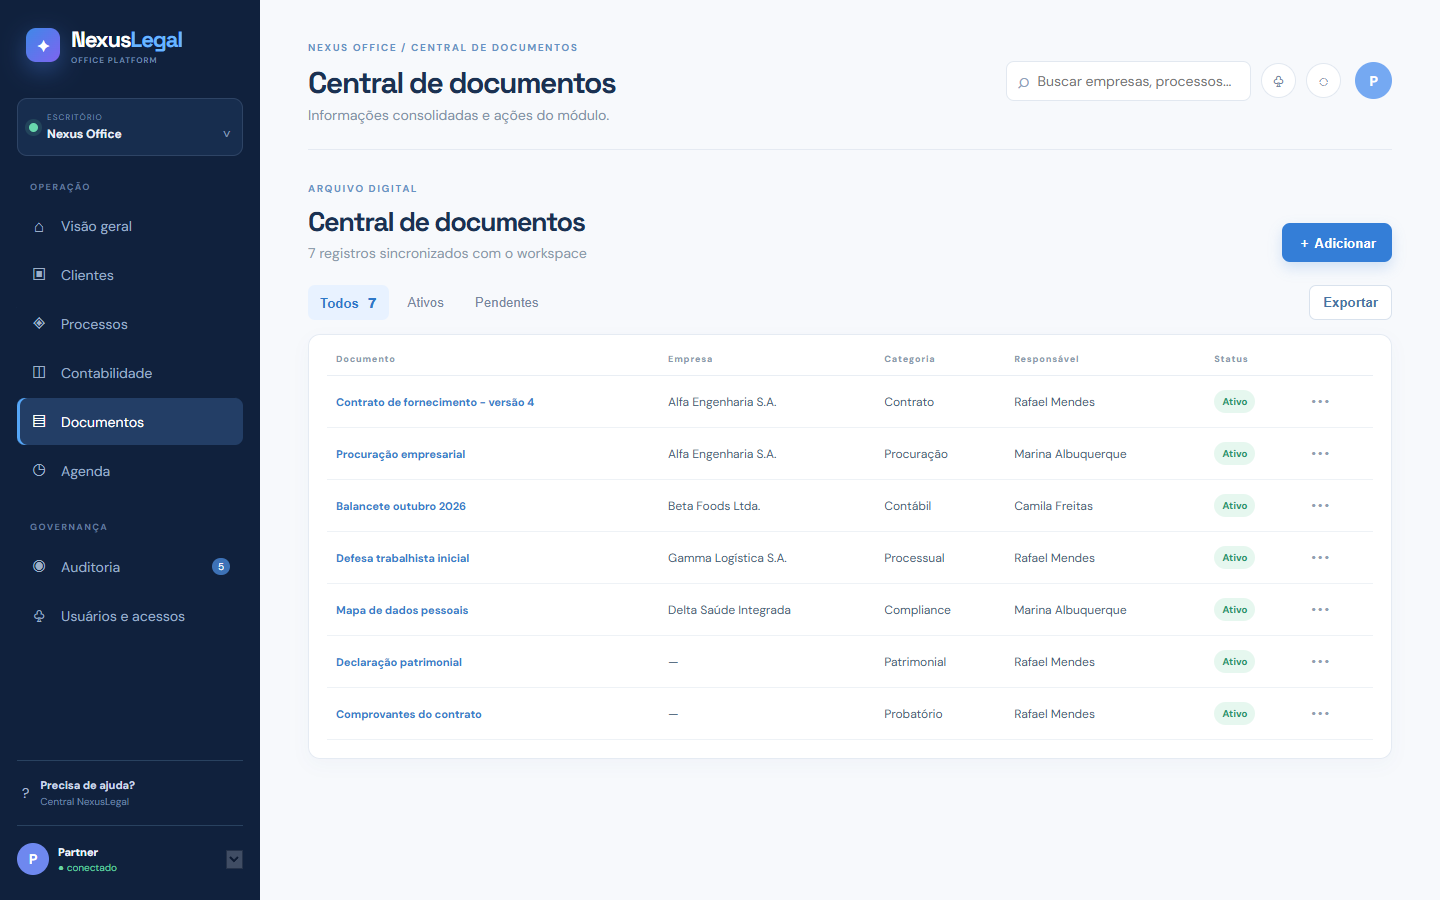 NexusLegal
OFFICE PLATFORM
ESCRITÓRIO
Nexus Office
OPERAÇÃO
Visão geral
Clientes
Processos
Contabilidade
Documentos
Agenda
GOVERNANÇA
Auditoria 5
Usuários e acessos
? Precisa de ajuda?
Central NexusLegal
P Partner
conectado
NEXUS OFFICE / CENTRAL DE DOCUMENTOS
Central de documentos
Informações consolidadas e ações do módulo.
Buscar empresas, processos...
P
ARQUIVO DIGITAL
Central de documentos
7 registros sincronizados com o workspace
+ Adicionar
Todos 7 Ativos Pendentes
Exportar
Documento Empresa Categoria Responsável Status
Contrato de fornecimento - versão 4 Alfa Engenharia S.A. Contrato Rafael Mendes Ativo •••
Procuração empresarial Alfa Engenharia S.A. Procuração Marina Albuquerque Ativo •••
Balancete outubro 2026 Beta Foods Ltda. Contábil Camila Freitas Ativo •••
Defesa trabalhista inicial Gamma Logística S.A. Processual Rafael Mendes Ativo •••
Mapa de dados pessoais Delta Saúde Integrada Compliance Marina Albuquerque Ativo •••
Declaração patrimonial — Patrimonial Rafael Mendes Ativo •••
Comprovantes do contrato — Probatório Rafael Mendes Ativo •••